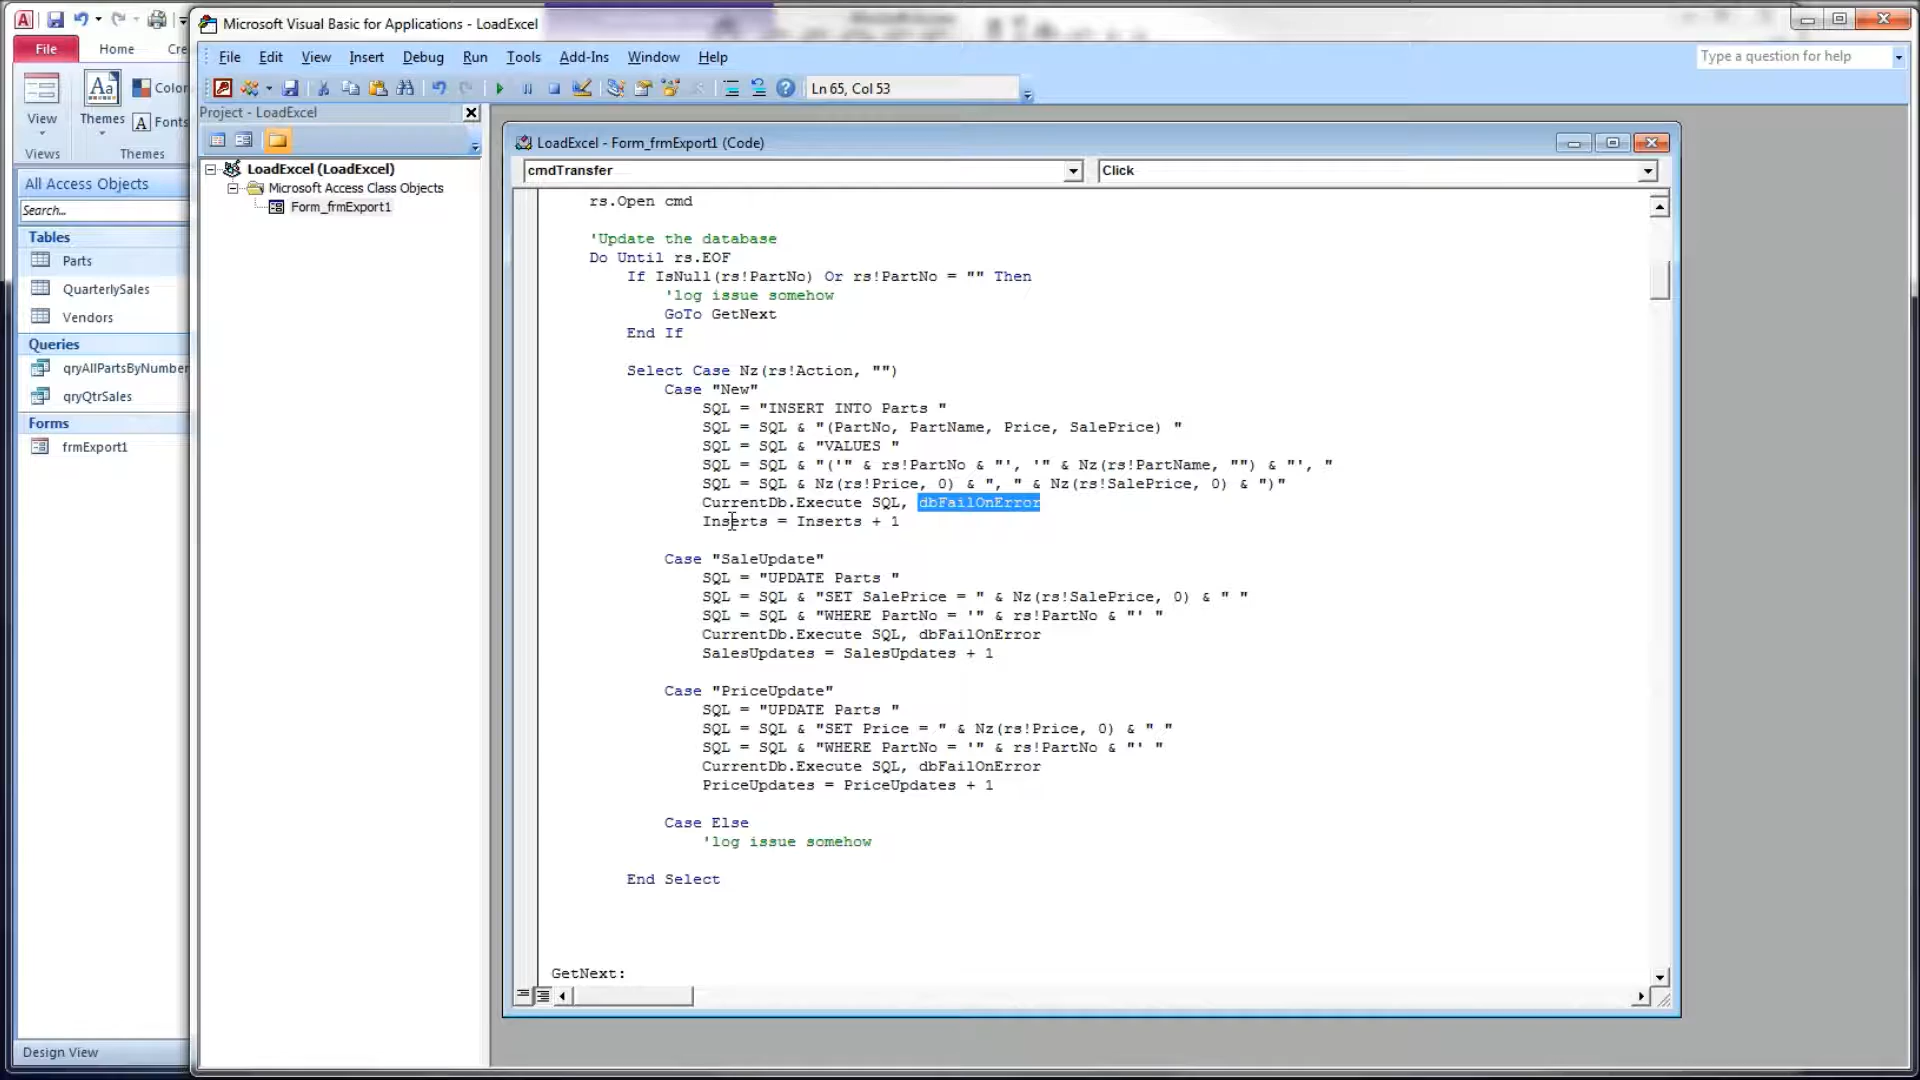 Microsoft Visual Basic for Applications - LoadExcel
File
Home
Cre
File Edit View Insert Debug Run Tools Add-Ins Window Help
Type a question for help
View
Themes
Color
Fonts
Views
Themes
Ln 65, Col 53
Project - LoadExcel
LoadExcel (LoadExcel)
Microsoft Access Class Objects
Form_frmExport1
All Access Objects
Search...
Tables
Parts
QuarterlySales
Vendors
Queries
qryAllPartsByNumber
qryQtrSales
Forms
frmExport1
Design View
LoadExcel - Form_frmExport1 (Code)
cmdTransfer
Click
rs.Open cmd
'Update the database
Do Until rs.EOF
If IsNull(rs!PartNo) Or rs!PartNo = "" Then
'log issue somehow
GoTo GetNext
End If
Select Case Nz(rs!Action, "")
Case "New"
SQL = "INSERT INTO Parts "
SQL = SQL & "(PartNo, PartName, Price, SalePrice) "
SQL = SQL & "VALUES "
SQL = SQL & "('" & rs!PartNo & "', '" & Nz(rs!PartName, "") & "', "
SQL = SQL & Nz(rs!Price, 0) & ", " & Nz(rs!SalePrice, 0) & ")"
CurrentDb.Execute SQL, dbFailOnError
Inserts = Inserts + 1
Case "SaleUpdate"
SQL = "UPDATE Parts "
SQL = SQL & "SET SalePrice = " & Nz(rs!SalePrice, 0) & " "
SQL = SQL & "WHERE PartNo = '" & rs!PartNo & "' "
CurrentDb.Execute SQL, dbFailOnError
SalesUpdates = SalesUpdates + 1
Case "PriceUpdate"
SQL = "UPDATE Parts "
SQL = SQL & "SET Price = " & Nz(rs!Price, 0) & " "
SQL = SQL & "WHERE PartNo = '" & rs!PartNo & "' "
CurrentDb.Execute SQL, dbFailOnError
PriceUpdates = PriceUpdates + 1
Case Else
'log issue somehow
End Select
GetNext: